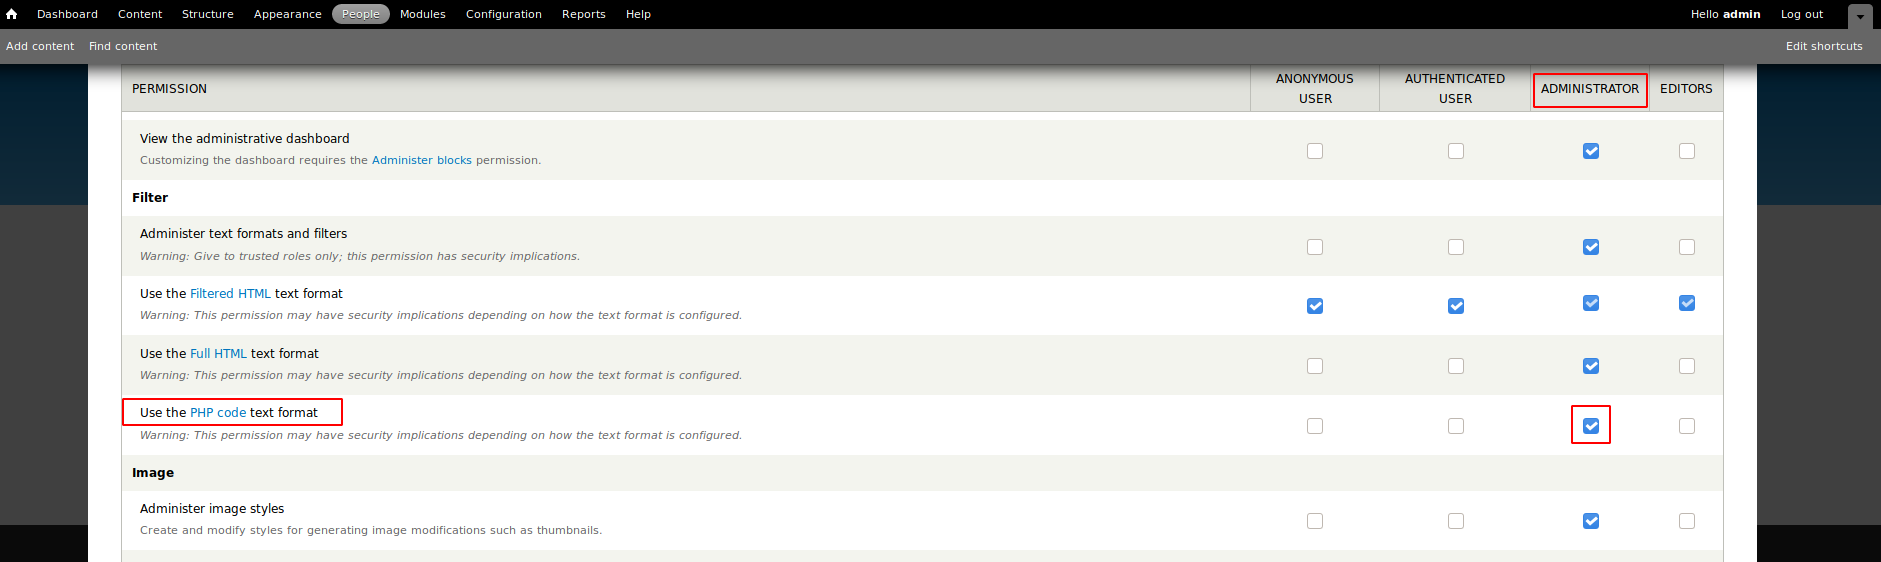 Dashboard Content Structure Appearance People Modules Configuration Reports Help Hello admin Log out
Add content Find content Edit shortcuts
PERMISSION ANONYMOUS USER AUTHENTICATED USER ADMINISTRATOR EDITORS
View the administrative dashboard
Customizing the dashboard requires the Administer blocks permission.
Filter
Administer text formats and filters
Warning: Give to trusted roles only; this permission has security implications.
Use the Filtered HTML text format
Warning: This permission may have security implications depending on how the text format is configured.
Use the Full HTML text format
Warning: This permission may have security implications depending on how the text format is configured.
Use the PHP code text format
Warning: This permission may have security implications depending on how the text format is configured.
Image
Administer image styles
Create and modify styles for generating image modifications such as thumbnails.